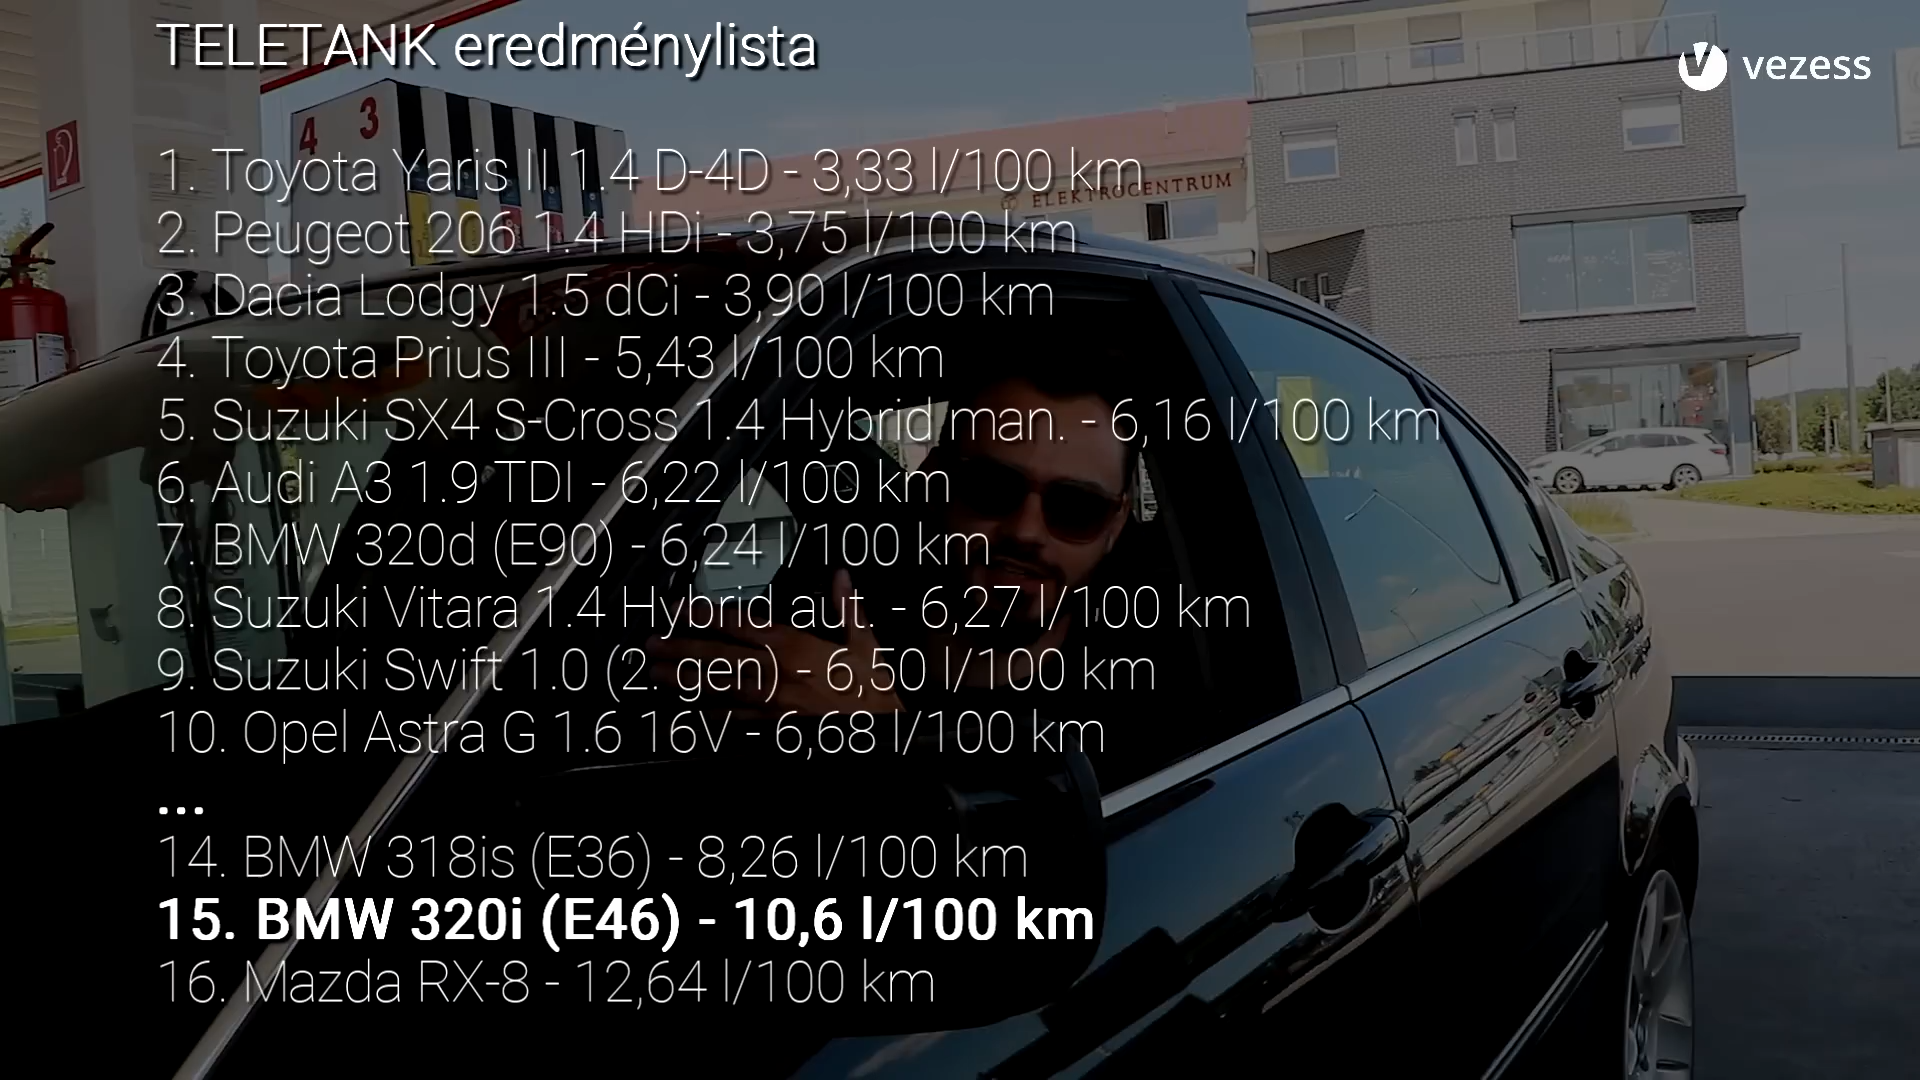 TELETANK eredménylista
vezess
4 3
1. Toyota Yaris II 1.4 D-4D - 3,33 l/100 km
ELEKTROCENTRUM
2. Peugeot 206 1.4 HDi - 3,75 l/100 km
3. Dacia Lodgy 1.5 dCi - 3,90 l/100 km
4. Toyota Prius III - 5,43 l/100 km
5. Suzuki SX4 S-Cross 1.4 Hybrid man. - 6,16 l/100 km
6. Audi A3 1.9 TDI - 6,22 l/100 km
7. BMW 320d (E90) - 6,24 l/100 km
8. Suzuki Vitara 1.4 Hybrid aut. - 6,27 l/100 km
9. Suzuki Swift 1.0 (2. gen) - 6,50 l/100 km
10. Opel Astra G 1.6 16V - 6,68 l/100 km
...
14. BMW 318is (E36) - 8,26 l/100 km
15. BMW 320i (E46) - 10,6 l/100 km
16. Mazda RX-8 - 12,64 l/100 km